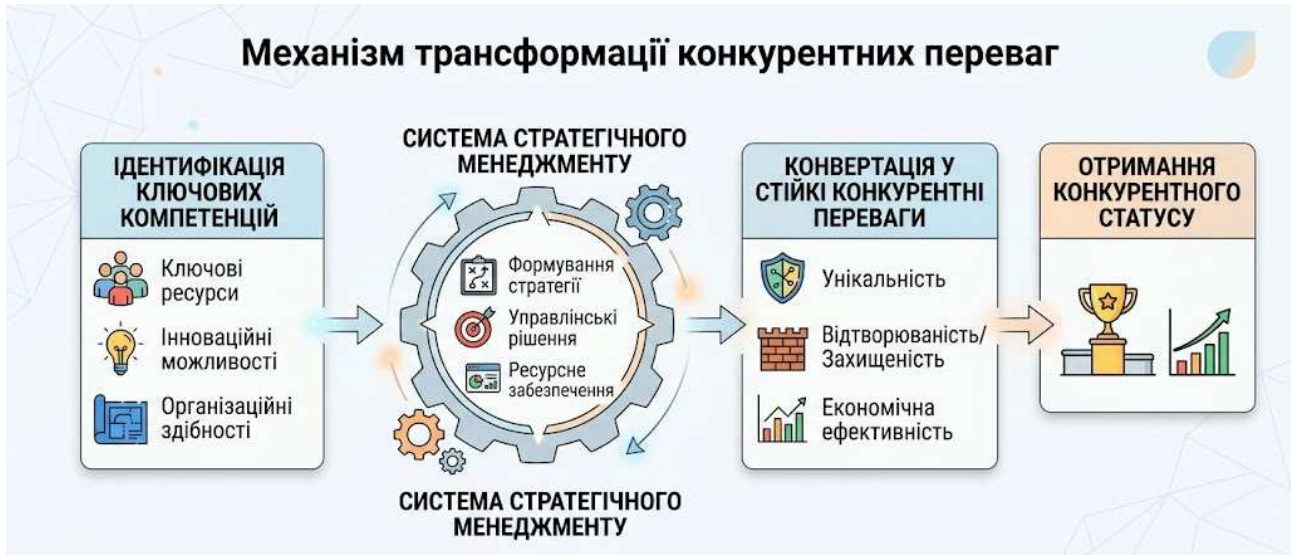 Механізм трансформації конкурентних переваг
ІДЕНТИФІКАЦІЯ
КЛЮЧОВИХ
КОМПЕТЕНЦІЙ
Ключові
ресурси
Інноваційні
можливості
Організаційні
здібності
СИСТЕМА СТРАТЕГІЧНОГО
МЕНЕДЖМЕНТУ
Формування
стратегії
Управлінські
рішення
Ресурсне
забезпечення
СИСТЕМА СТРАТЕГІЧНОГО
МЕНЕДЖМЕНТУ
КОНВЕРТАЦІЯ У
СТІЙКІ КОНКУРЕНТНІ
ПЕРЕВАГИ
Унікальність
Відтворюваність/
Захищеність
Економічна
ефективність
ОТРИМАННЯ
КОНКУРЕНТНОГО
СТАТУСУ